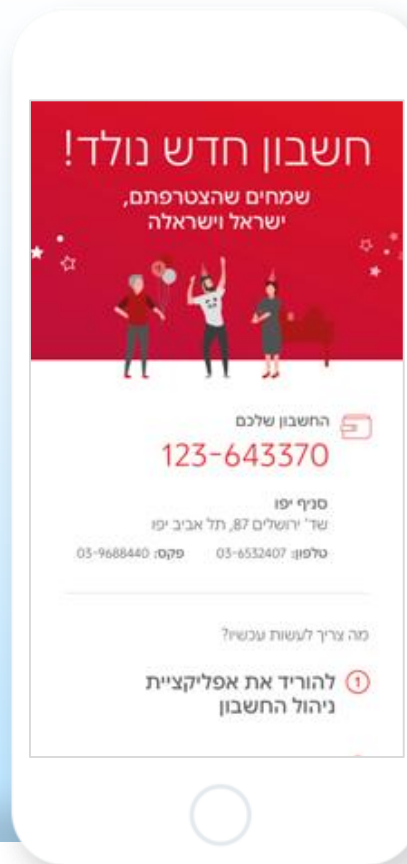 חשבון חדש נולד!
שמחים שהצטרפתם,
ישראל וישראלה
החשבון שלכם
123-643370
סניף יפו
שד' ירושלים 87, תל אביב יפו
טלפון: 03-6532407 פקס: 03-9688440
מה צריך לעשות עכשיו?
1 להוריד את אפליקציית
ניהול החשבון